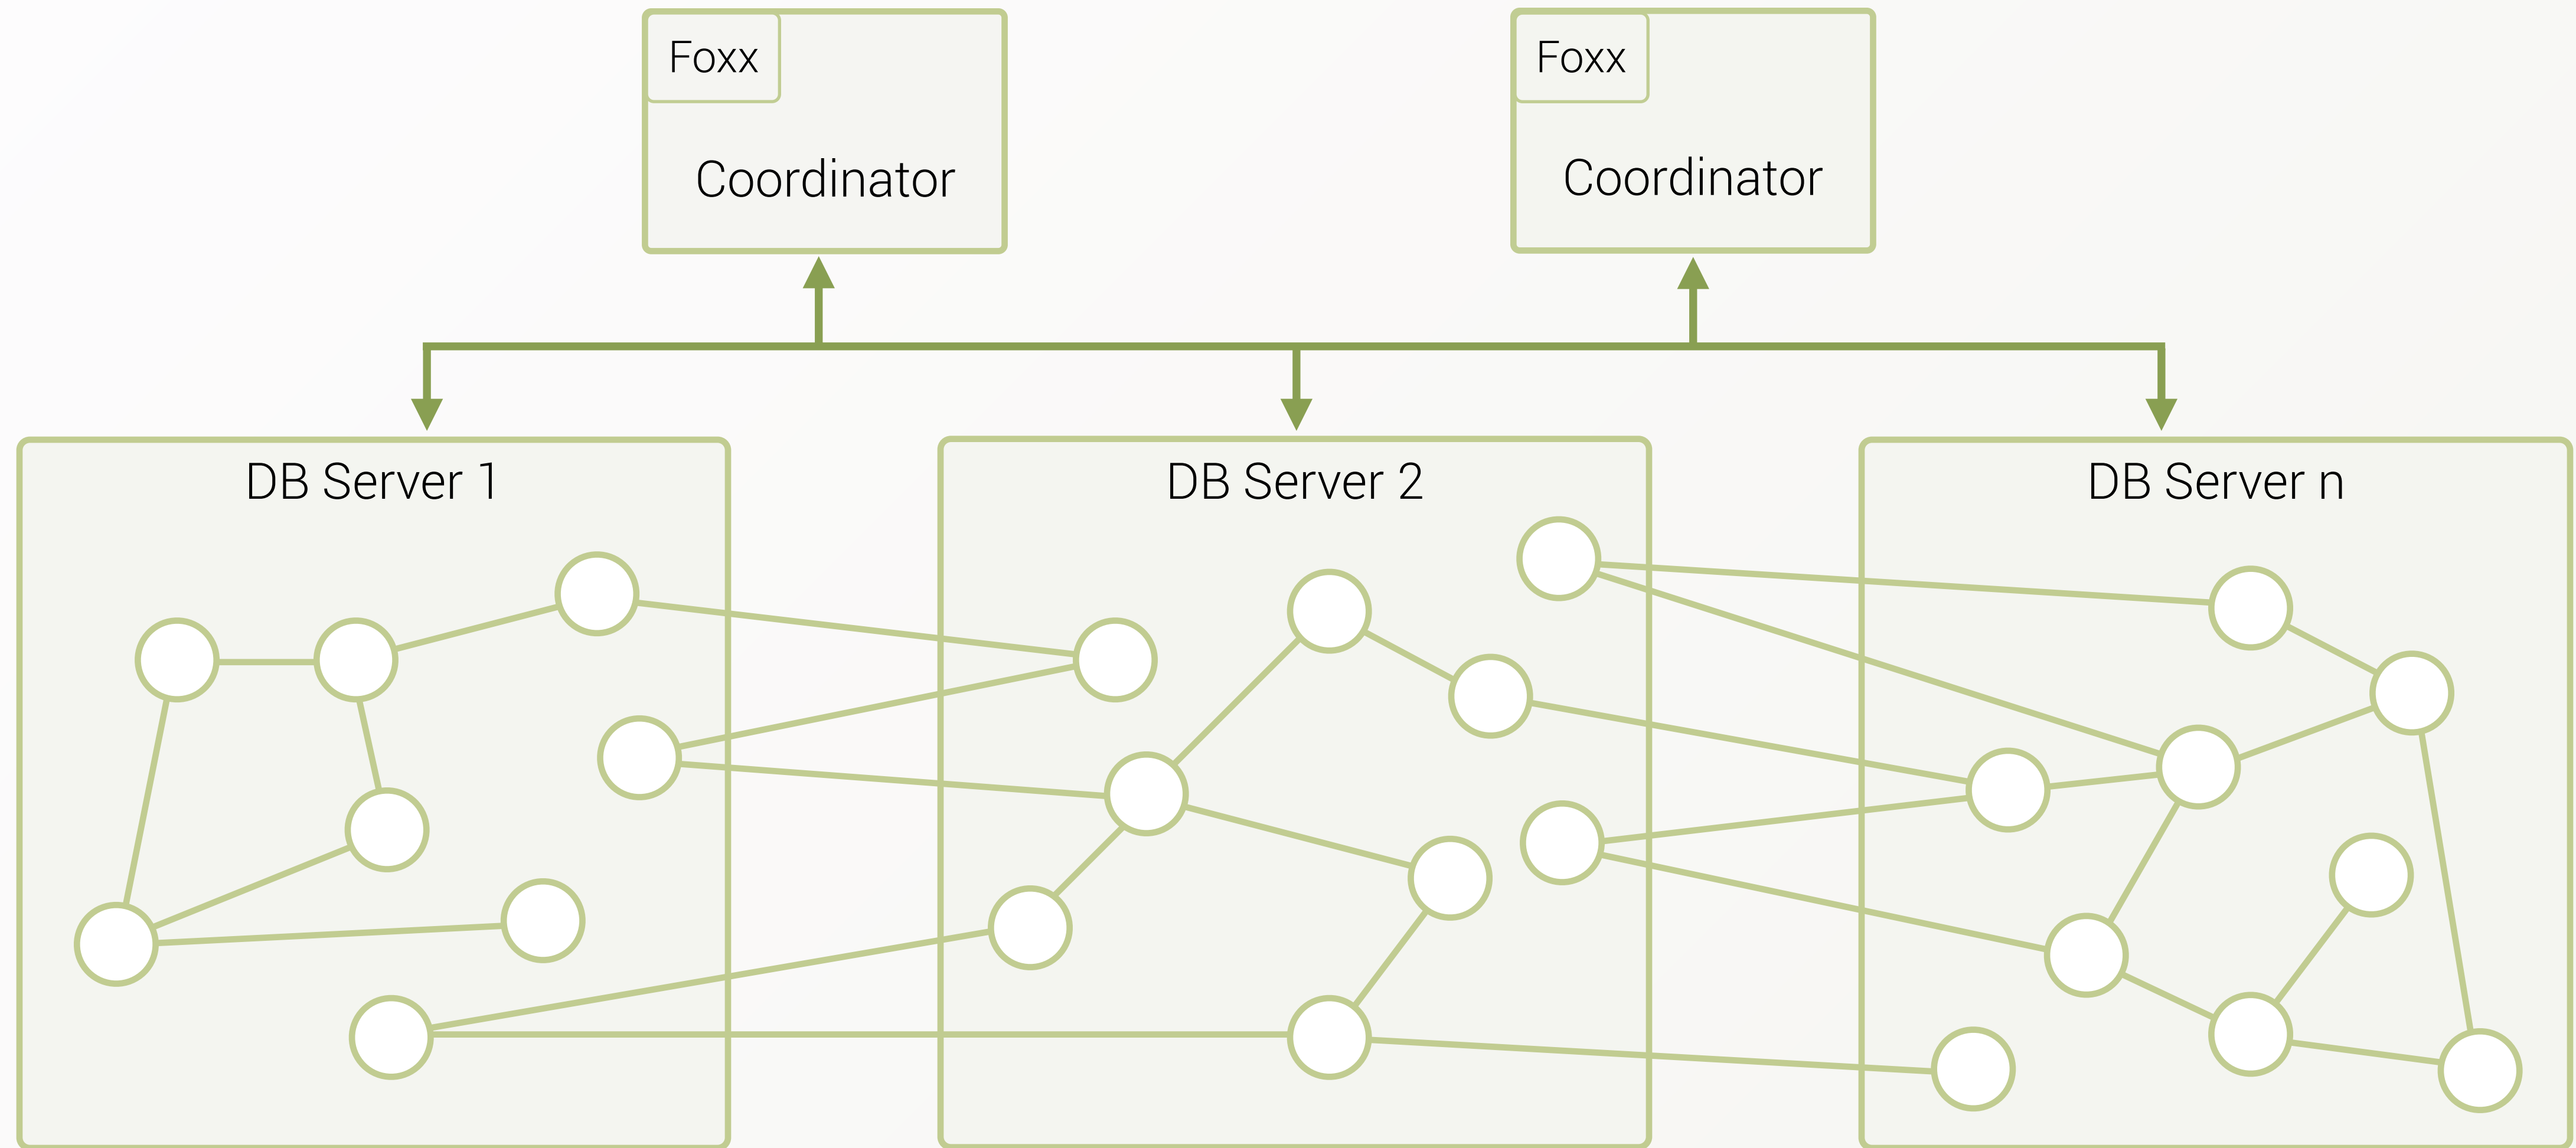 Foxx
Coordinator
Foxx
Coordinator
DB Server 1
DB Server 2
DB Server n